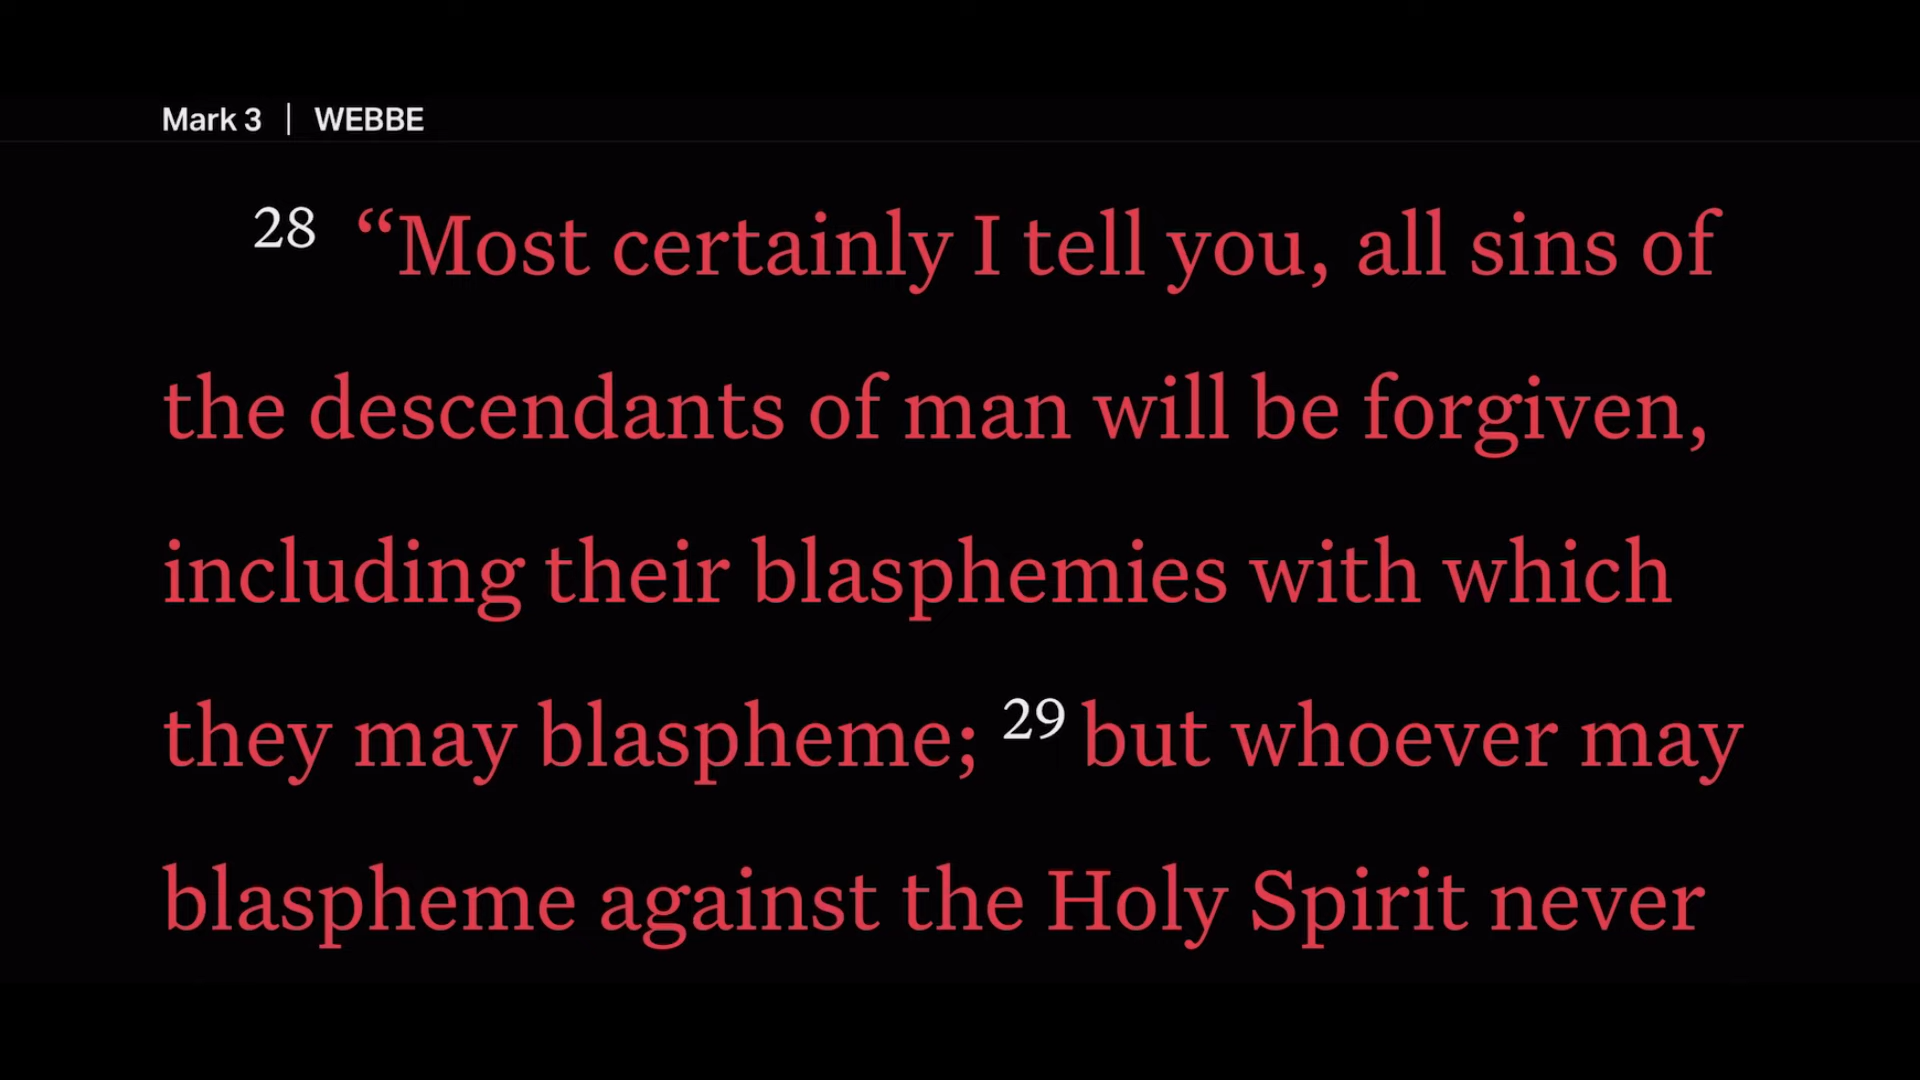 Mark 3 | WEBBE
28 “Most certainly I tell you, all sins of
the descendants of man will be forgiven,
including their blasphemies with which
they may blaspheme; 29 but whoever may
blaspheme against the Holy Spirit never